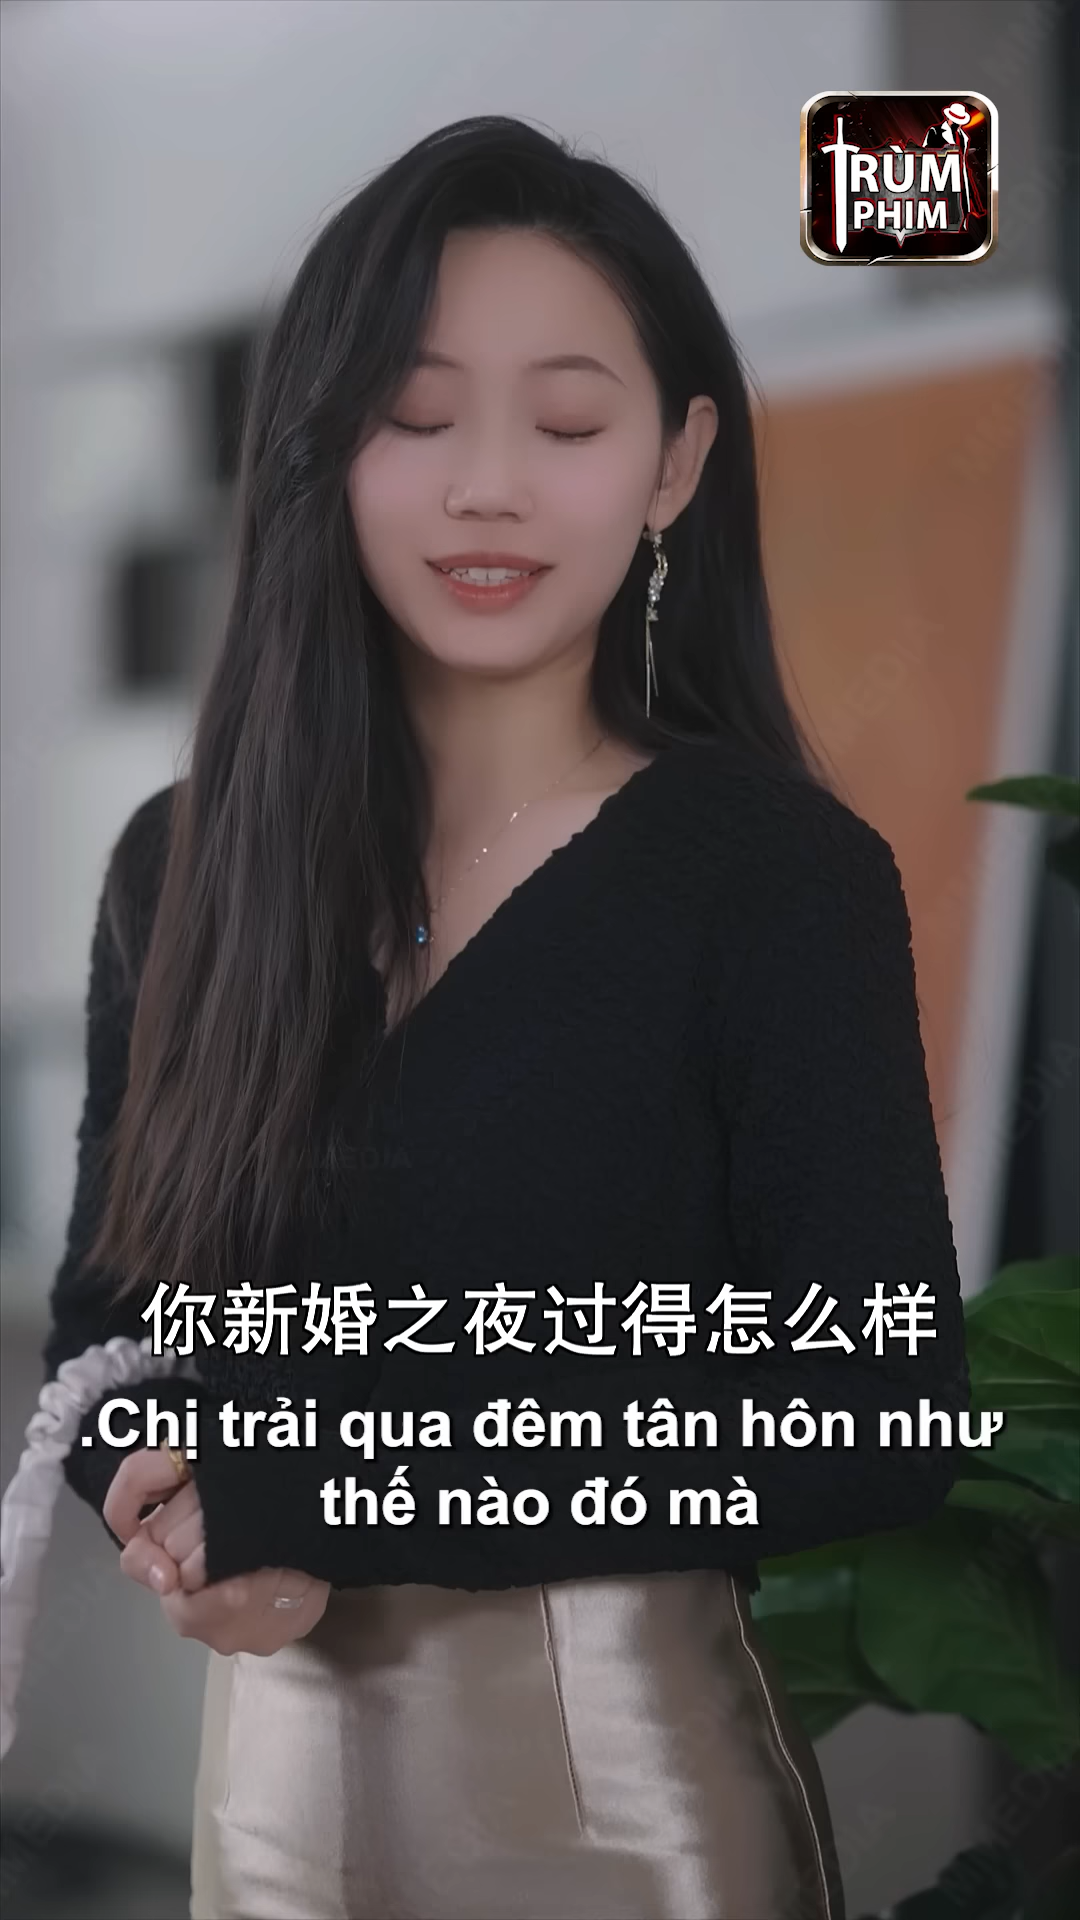 TRÙM
PHIM
你新婚之夜过得怎么样
.Chị trải qua đêm tân hôn như
thế nào đó mà
MMEDIA